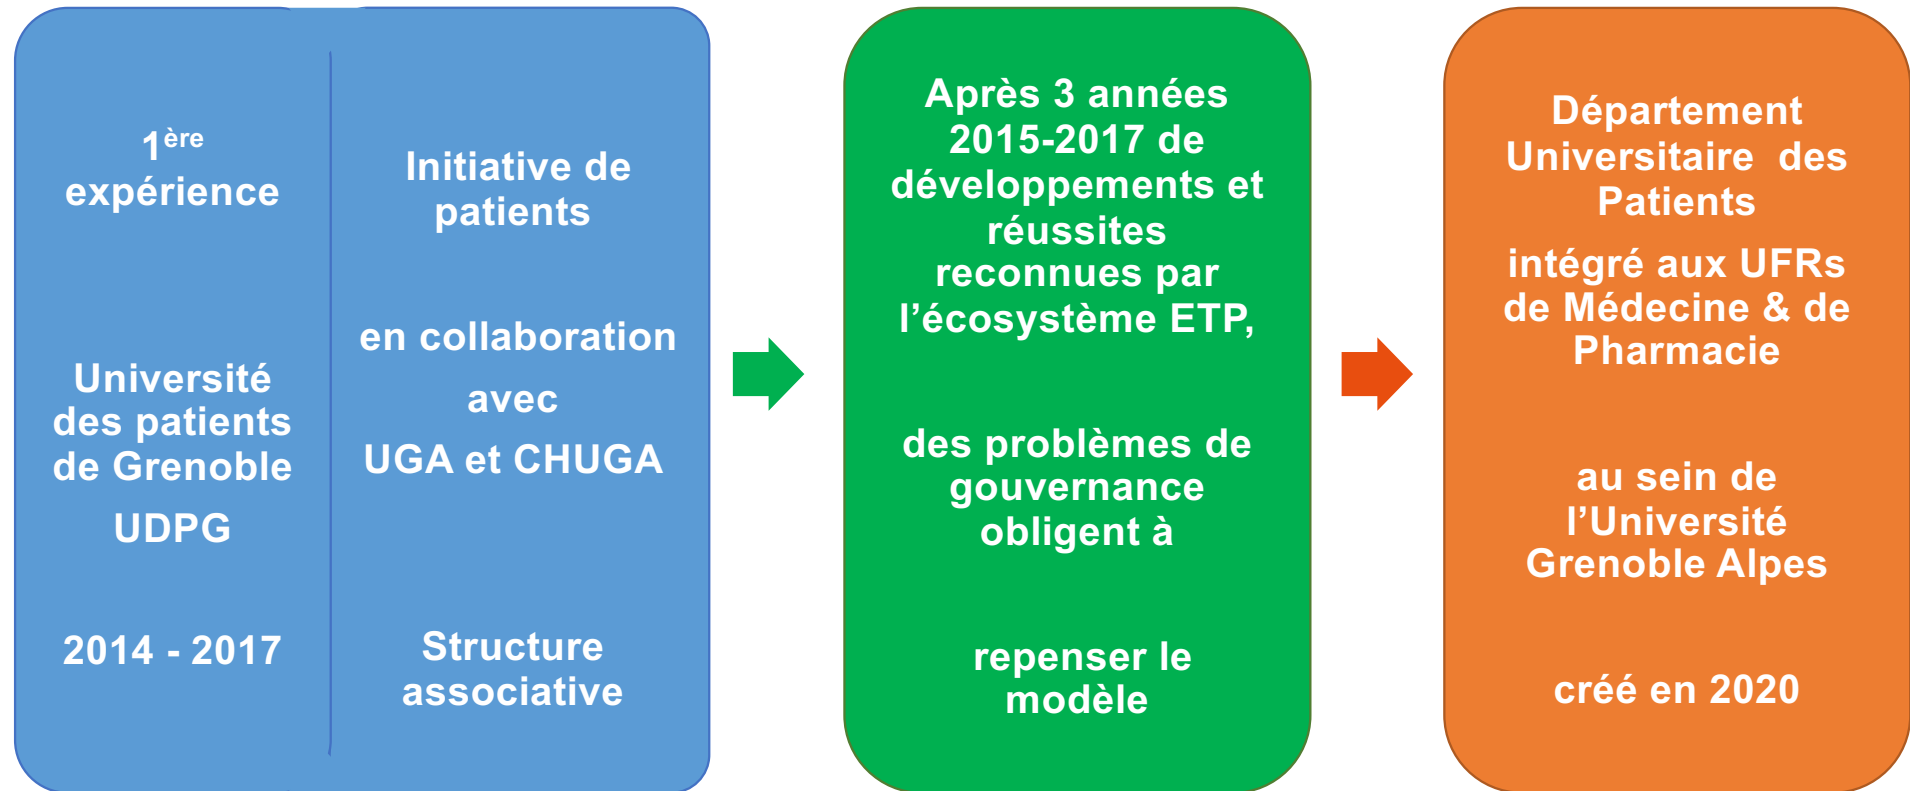 1ère
expérience
Université
des patients
de Grenoble
UDPG
2014 - 2017
Initiative de
patients
en collaboration
avec
UGA et CHUGA
Structure
associative
Après 3 années
2015-2017 de
développements et
réussites
reconnues par
l’écosystème ETP,
des problèmes de
gouvernance
obligent à
repenser le
modèle
Département
Universitaire des
Patients
intégré aux UFRs
de Médecine & de
Pharmacie
au sein de
l’Université
Grenoble Alpes
créé en 2020